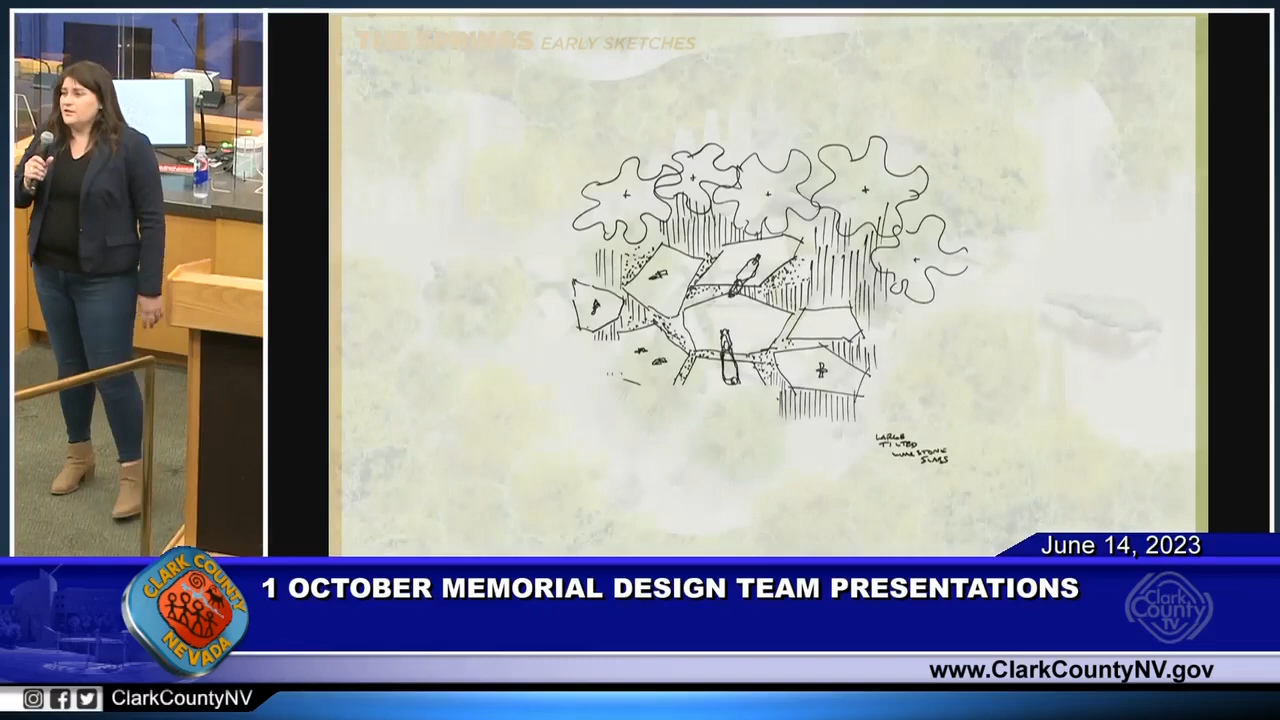 THE SPRINGS EARLY SKETCHES
LARGE
TILTED
LIMESTONE
SLABS
June 14, 2023
1 OCTOBER MEMORIAL DESIGN TEAM PRESENTATIONS
CLARK COUNTY
NEVADA
Clark
County
TV
www.ClarkCountyNV.gov
ClarkCountyNV